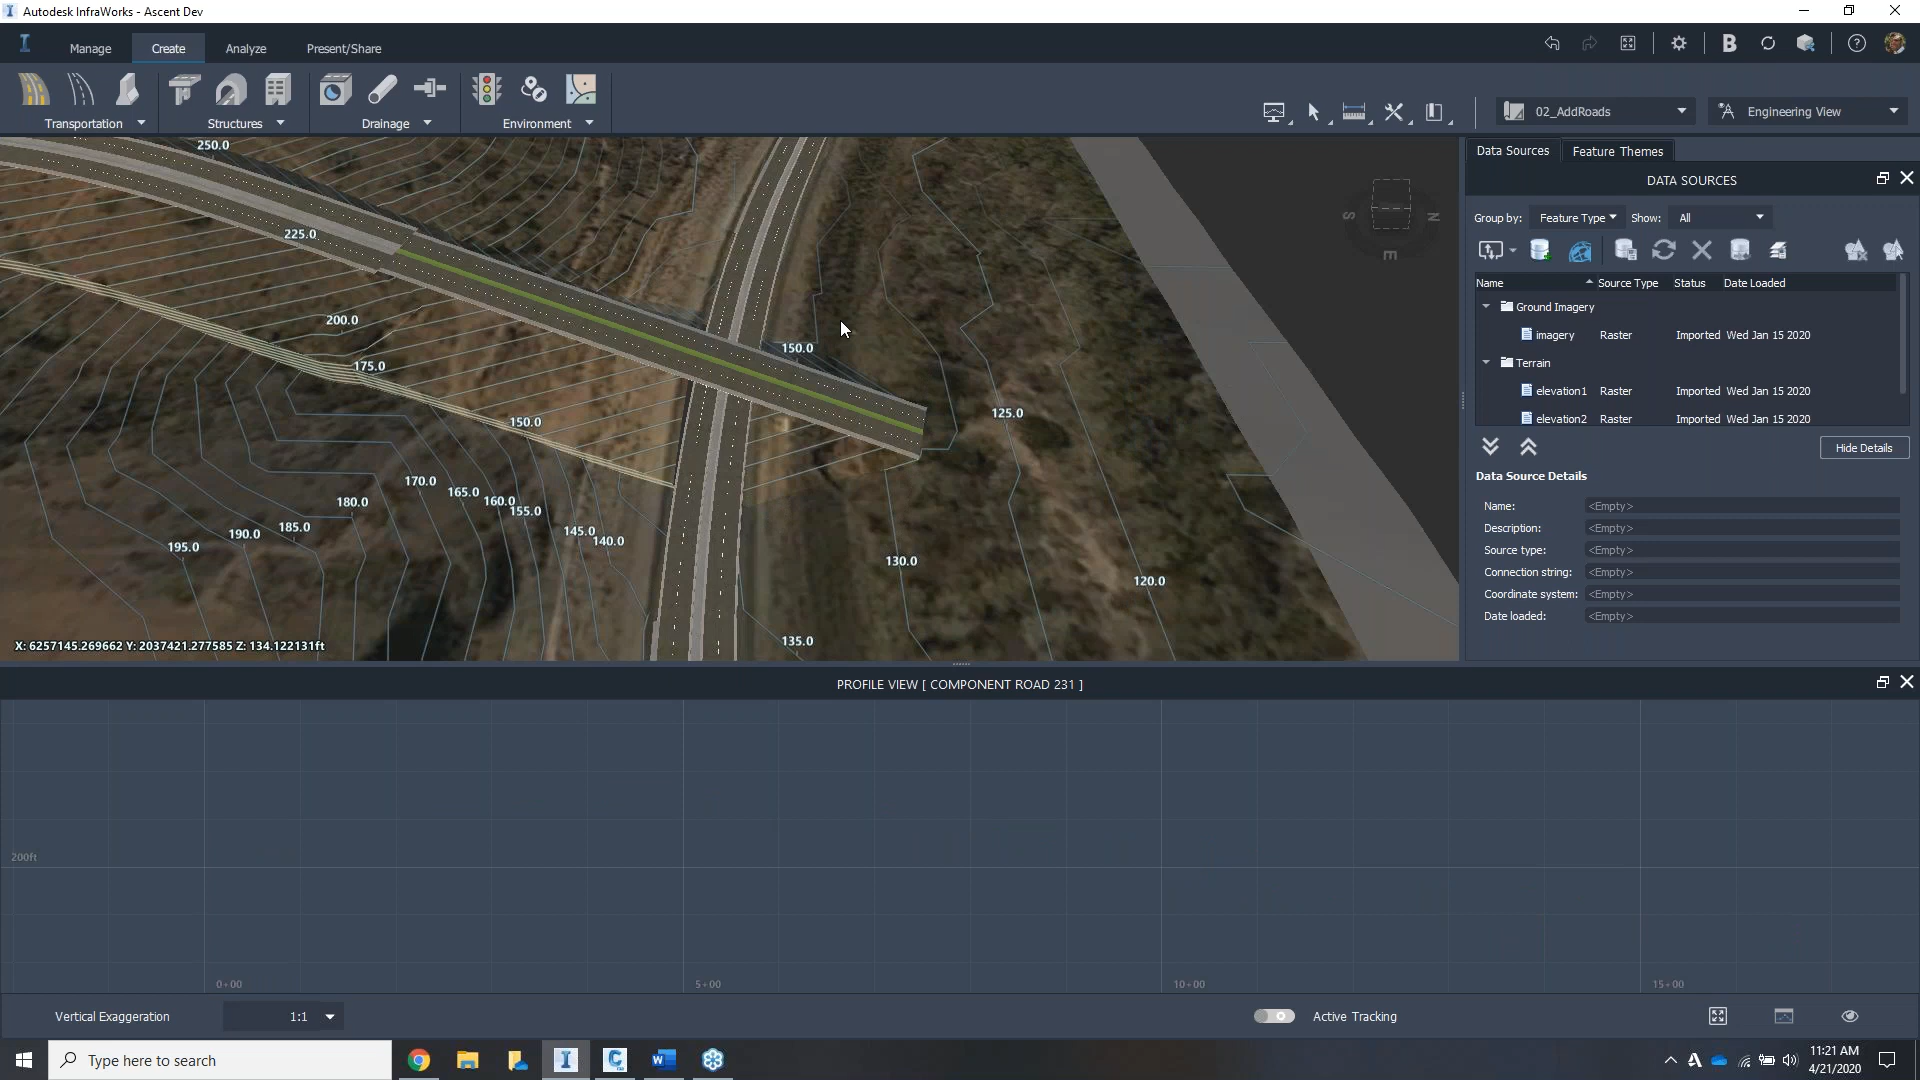 Autodesk InfraWorks - Ascent Dev
Manage
Create
Analyze
Present/Share
Transportation
Structures
Drainage
Environment
02_AddRoads
Engineering View
250.0
225.0
200.0
175.0
150.0
150.0
125.0
170.0
165.0
160.0
155.0
180.0
185.0
190.0
195.0
145.0
140.0
130.0
120.0
135.0
S
N
E
X: 6257145.269662 Y: 2037421.277585 Z: 134.122131ft
Data Sources
Feature Themes
DATA SOURCES
Group by: Feature Type Show: All
Name Source Type Status Date Loaded
Ground Imagery
imagery Raster Imported Wed Jan 15 2020
Terrain
elevation1 Raster Imported Wed Jan 15 2020
elevation2 Raster Imported Wed Jan 15 2020
Hide Details
Data Source Details
Name: <Empty>
Description: <Empty>
Source type: <Empty>
Connection string: <Empty>
Coordinate system: <Empty>
Date loaded: <Empty>
PROFILE VIEW [ COMPONENT ROAD 231 ]
200ft
0+00
5+00
10+00
15+00
Vertical Exaggeration
1:1
Active Tracking
Type here to search
11:21 AM
4/21/2020